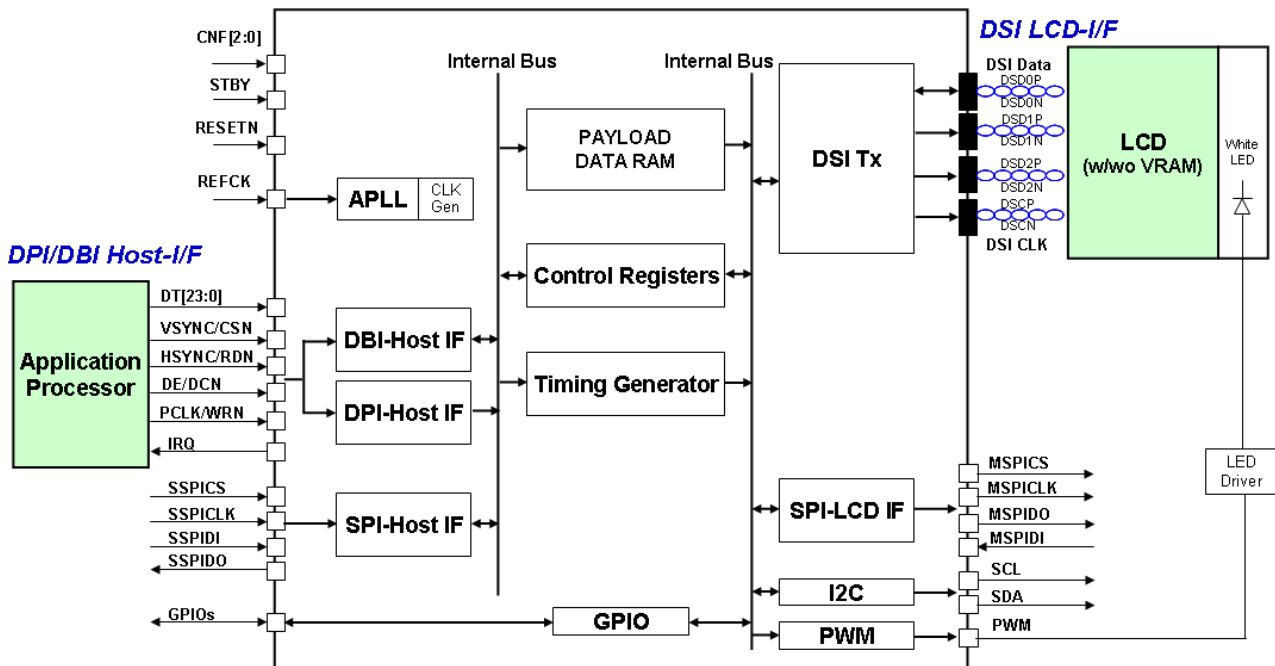 CNF[2:0]
STBY
RESETN
REFCK
DPI/DBI Host-I/F
Application
Processor
DT[23:0]
VSYNC/CSN
HSYNC/RDN
DE/DCN
PCLK/WRN
IRQ
SSPICS
SSPICLK
SSPIDI
SSPIDO
GPIOs
APLL
CLK
Gen
DBI-Host IF
DPI-Host IF
SPI-Host IF
Internal Bus
Internal Bus
PAYLOAD
DATA RAM
Control Registers
Timing Generator
GPIO
DSI Tx
SPI-LCD IF
I2C
PWM
DSI LCD-I/F
DSI Data
DSD0P
DSD0N
DSD1P
DSD1N
DSD2P
DSD2N
DSCP
DSCN
DSI CLK
LCD
(w/wo VRAM)
White
LED
LED
Driver
MSPICS
MSPICLK
MSPIDO
MSPIDI
SCL
SDA
PWM